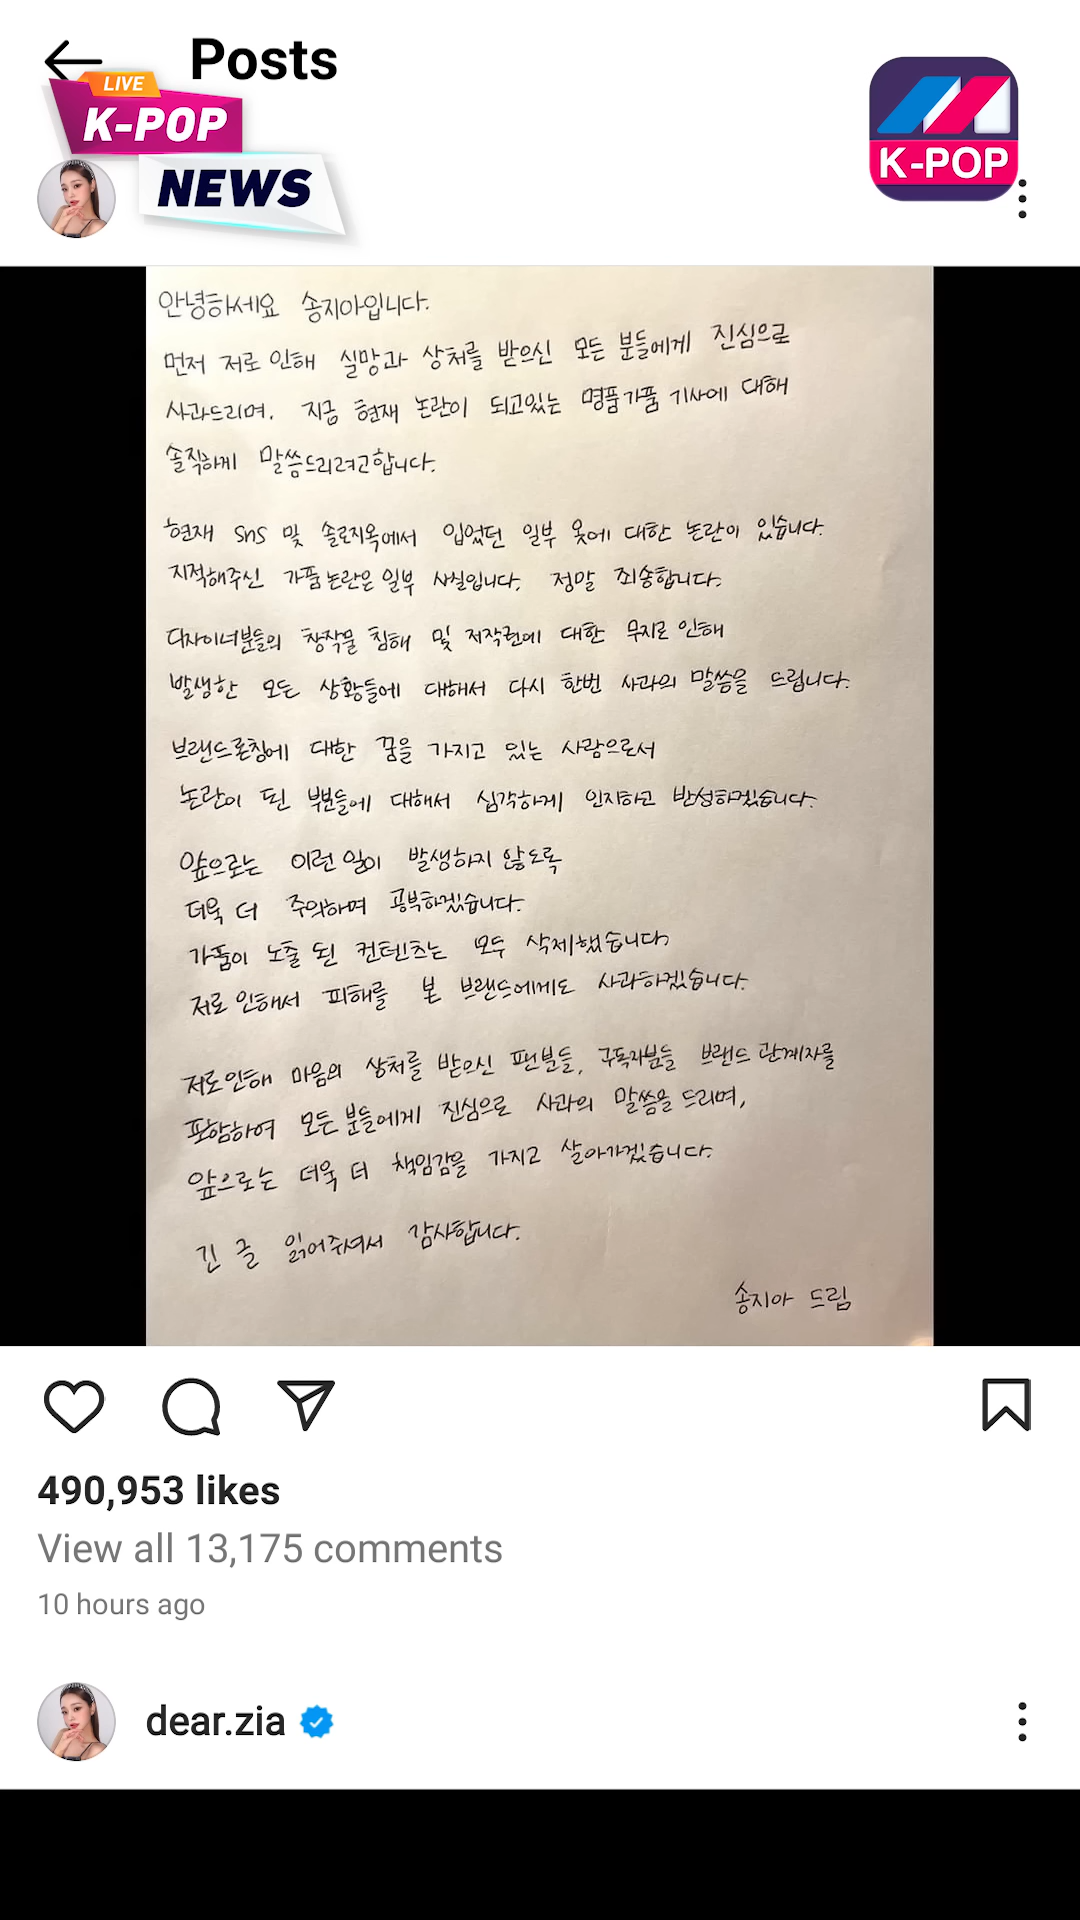 Posts
LIVE
K-POP
NEWS
K-POP
안녕하세요 송지아입니다.
먼저 저로 인해 실망과 상처를 받으신 모든 분들에게 진심으로
사과드리며, 지금 현재 논란이 되고있는 명품가품 기사에 대해
솔직하게 말씀드리려고합니다.
현재 sns 및 솔로지옥에서 입었던 일부 옷에 대한 논란이 있습니다.
지적해주신 가품논란은 일부 사실입니다. 정말 죄송합니다.
디자이너분들의 창작물 침해 및 저작권에 대한 무지로 인해
발생한 모든 상황들에 대해서 다시 한번 사과의 말씀을 드립니다.
브랜드론칭에 대한 꿈을 가지고 있는 사람으로서
논란이 된 부분들에 대해서 심각하게 인지하고 반성하겠습니다.
앞으로는 이런 일이 발생하지 않도록
더욱 더 주의하며 공부하겠습니다.
가품이 노출 된 컨텐츠는 모두 삭제했습니다.
저로 인해서 피해를 본 브랜드에게도 사과하겠습니다.
저로인해 마음의 상처를 받으신 팬분들, 구독자분들 브랜드 관계자를
포함하여 모든 분들에게 진심으로 사과의 말씀을 드리며,
앞으로는 더욱 더 책임감을 가지고 살아가겠습니다.
긴 글 읽어주셔서 감사합니다.
송지아 드림
490,953 likes
View all 13,175 comments
10 hours ago
dear.zia